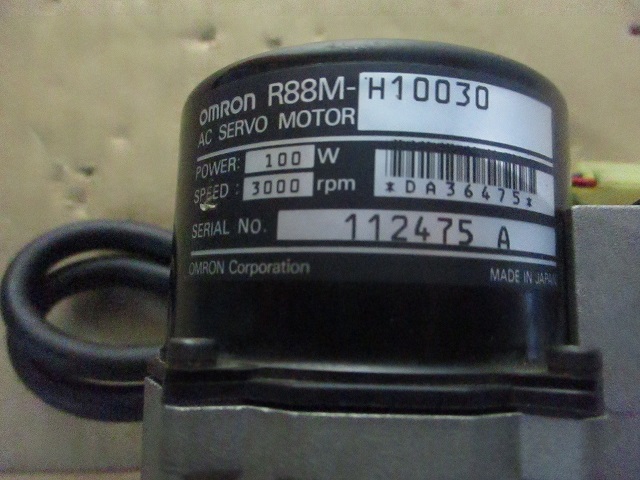 OMRON R88M-H10030
AC SERVO MOTOR
POWER: 100 W
SPEED: 3000 rpm
*DA36475*
SERIAL No. 112475 A
OMRON Corporation
MADE IN JAPAN